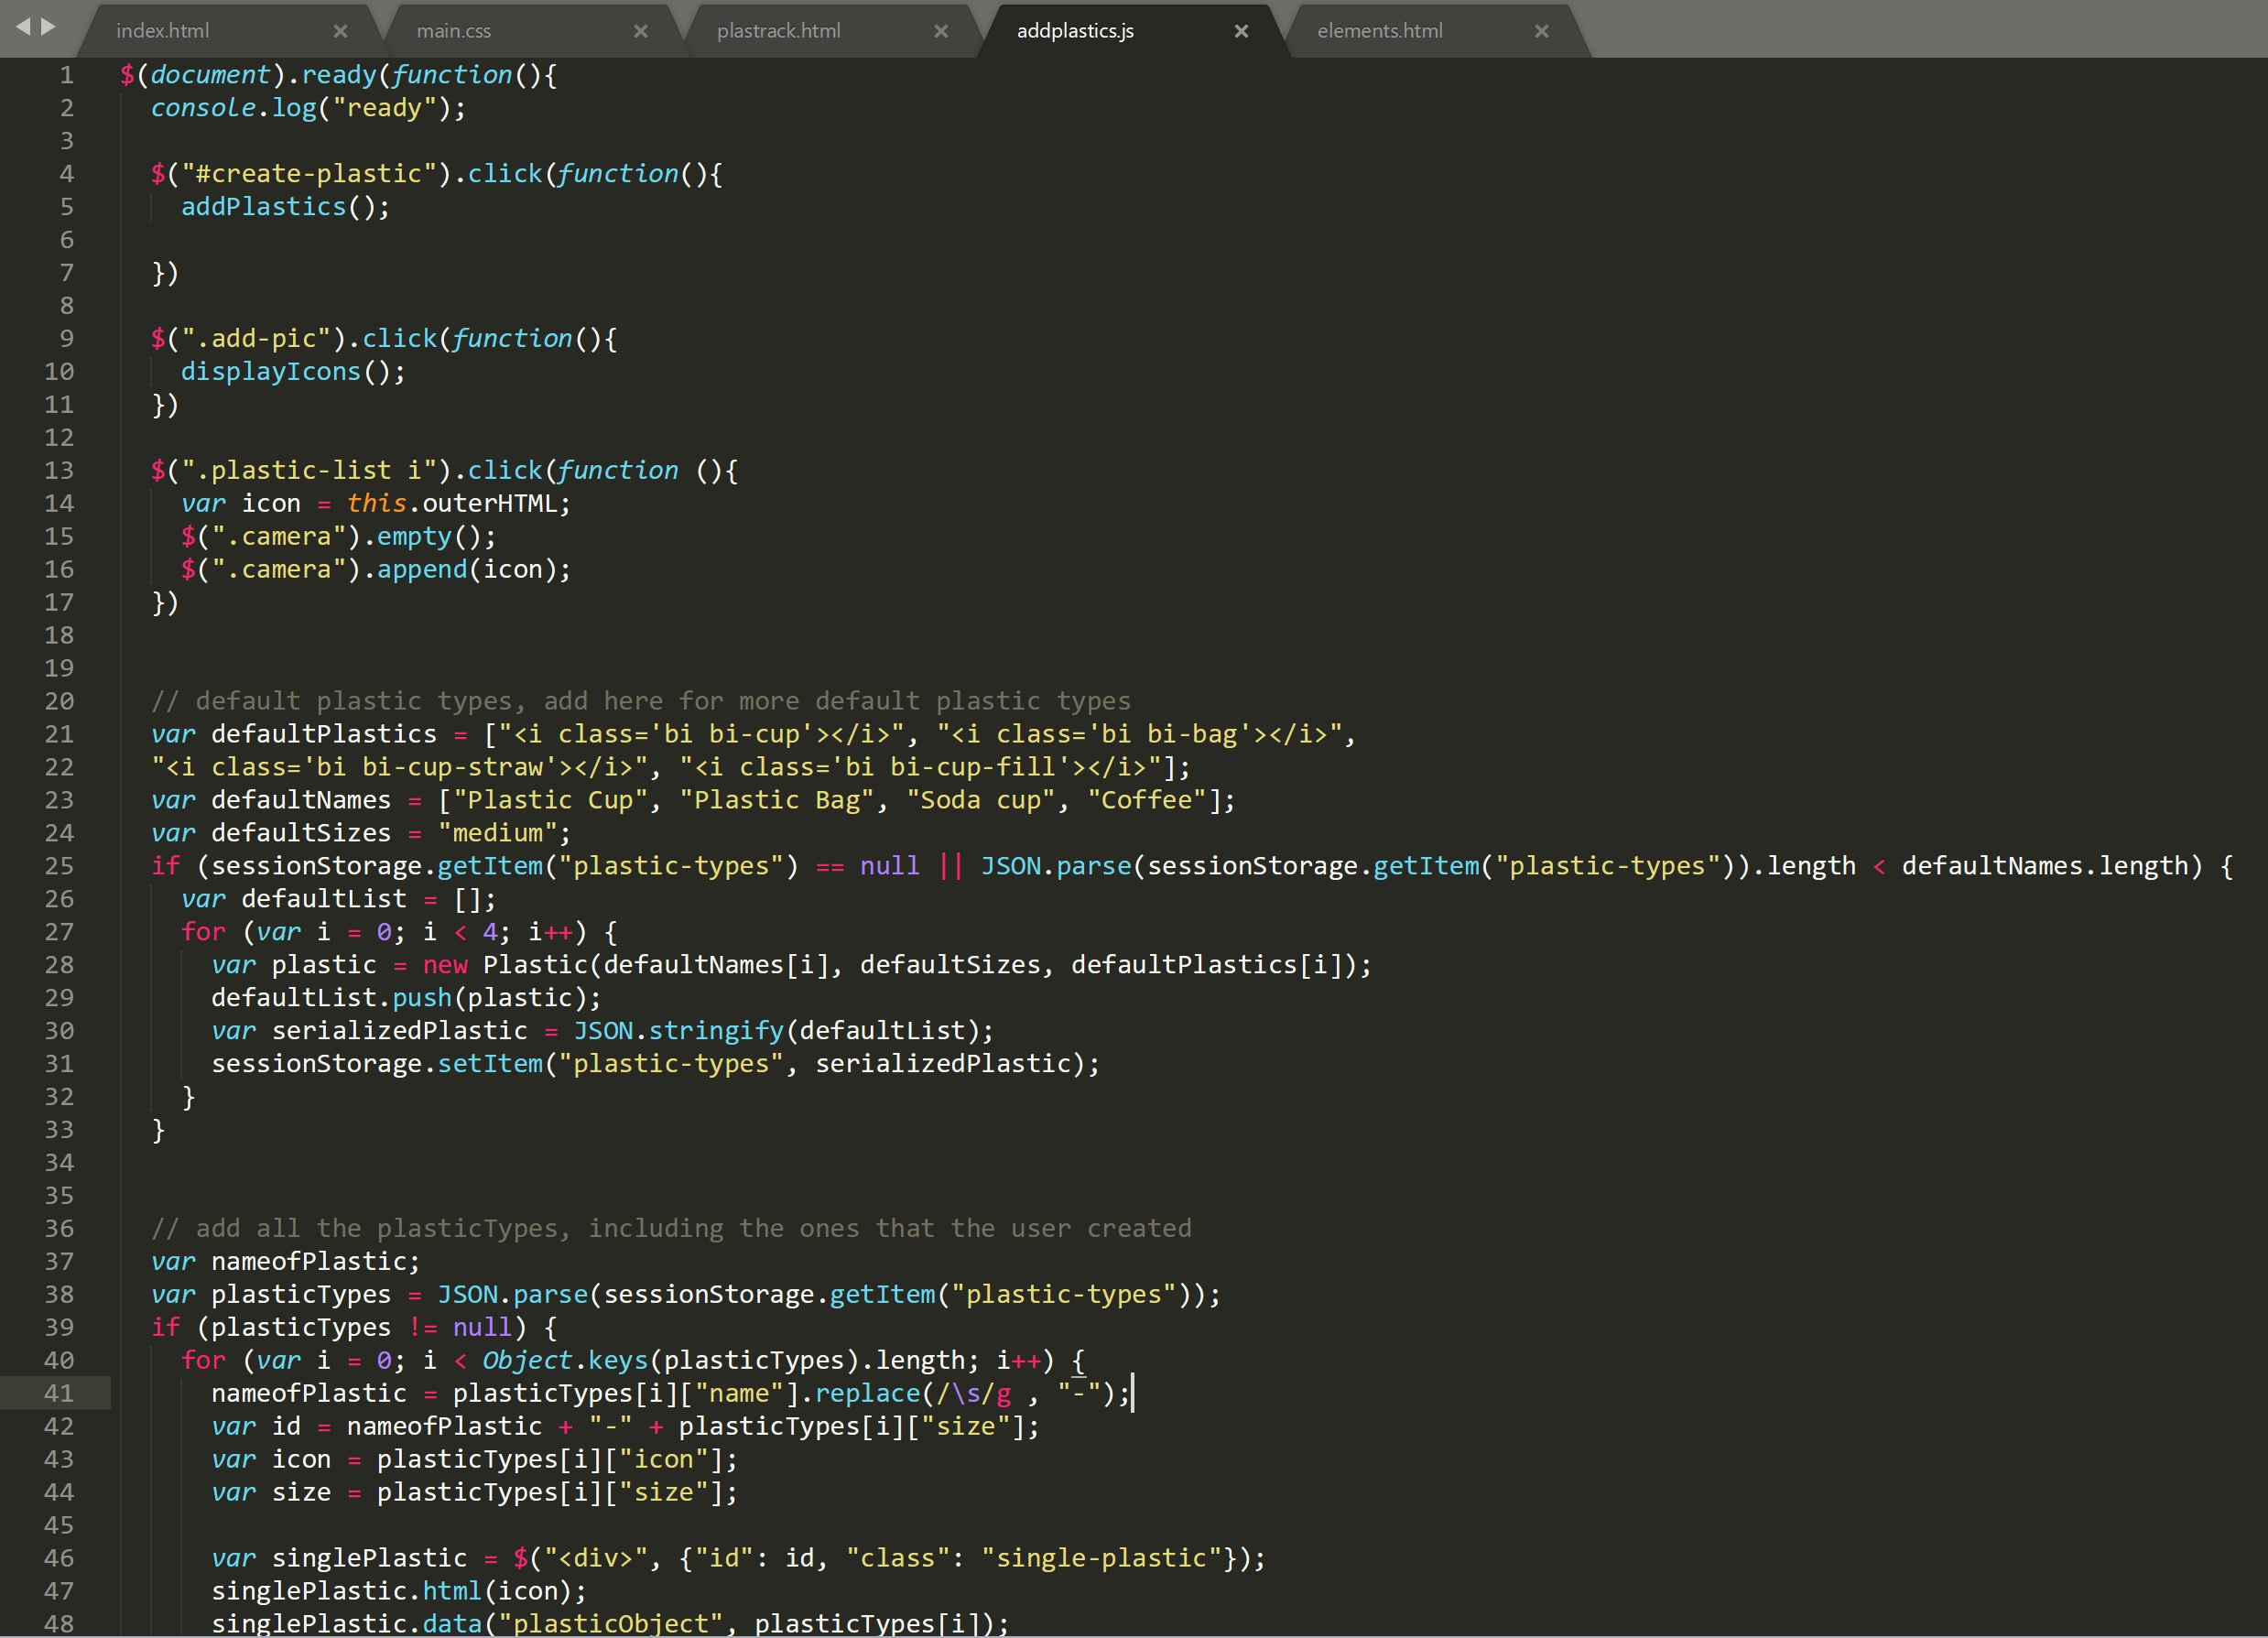 index.html × main.css × plastrack.html × addplastics.js × elements.html ×
1 $(document).ready(function(){
2   console.log("ready");
3
4   $("#create-plastic").click(function(){
5     addPlastics();
6
7   })
8
9   $(".add-pic").click(function(){
10     displayIcons();
11   })
12
13   $(".plastic-list i").click(function (){
14     var icon = this.outerHTML;
15     $(".camera").empty();
16     $(".camera").append(icon);
17   })
18
19
20   // default plastic types, add here for more default plastic types
21   var defaultPlastics = ["<i class='bi bi-cup'></i>", "<i class='bi bi-bag'></i>",
22   "<i class='bi bi-cup-straw'></i>", "<i class='bi bi-cup-fill'></i>"];
23   var defaultNames = ["Plastic Cup", "Plastic Bag", "Soda cup", "Coffee"];
24   var defaultSizes = "medium";
25   if (sessionStorage.getItem("plastic-types") == null || JSON.parse(sessionStorage.getItem("plastic-types")).length < defaultNames.length) {
26     var defaultList = [];
27     for (var i = 0; i < 4; i++) {
28       var plastic = new Plastic(defaultNames[i], defaultSizes, defaultPlastics[i]);
29       defaultList.push(plastic);
30       var serializedPlastic = JSON.stringify(defaultList);
31       sessionStorage.setItem("plastic-types", serializedPlastic);
32     }
33   }
34
35
36   // add all the plasticTypes, including the ones that the user created
37   var nameofPlastic;
38   var plasticTypes = JSON.parse(sessionStorage.getItem("plastic-types"));
39   if (plasticTypes != null) {
40     for (var i = 0; i < Object.keys(plasticTypes).length; i++) {
41       nameofPlastic = plasticTypes[i]["name"].replace(/\s/g , "-");
42       var id = nameofPlastic + "-" + plasticTypes[i]["size"];
43       var icon = plasticTypes[i]["icon"];
44       var size = plasticTypes[i]["size"];
45
46       var singlePlastic = $("<div>", {"id": id, "class": "single-plastic"});
47       singlePlastic.html(icon);
48       singlePlastic.data("plasticObject", plasticTypes[i]);